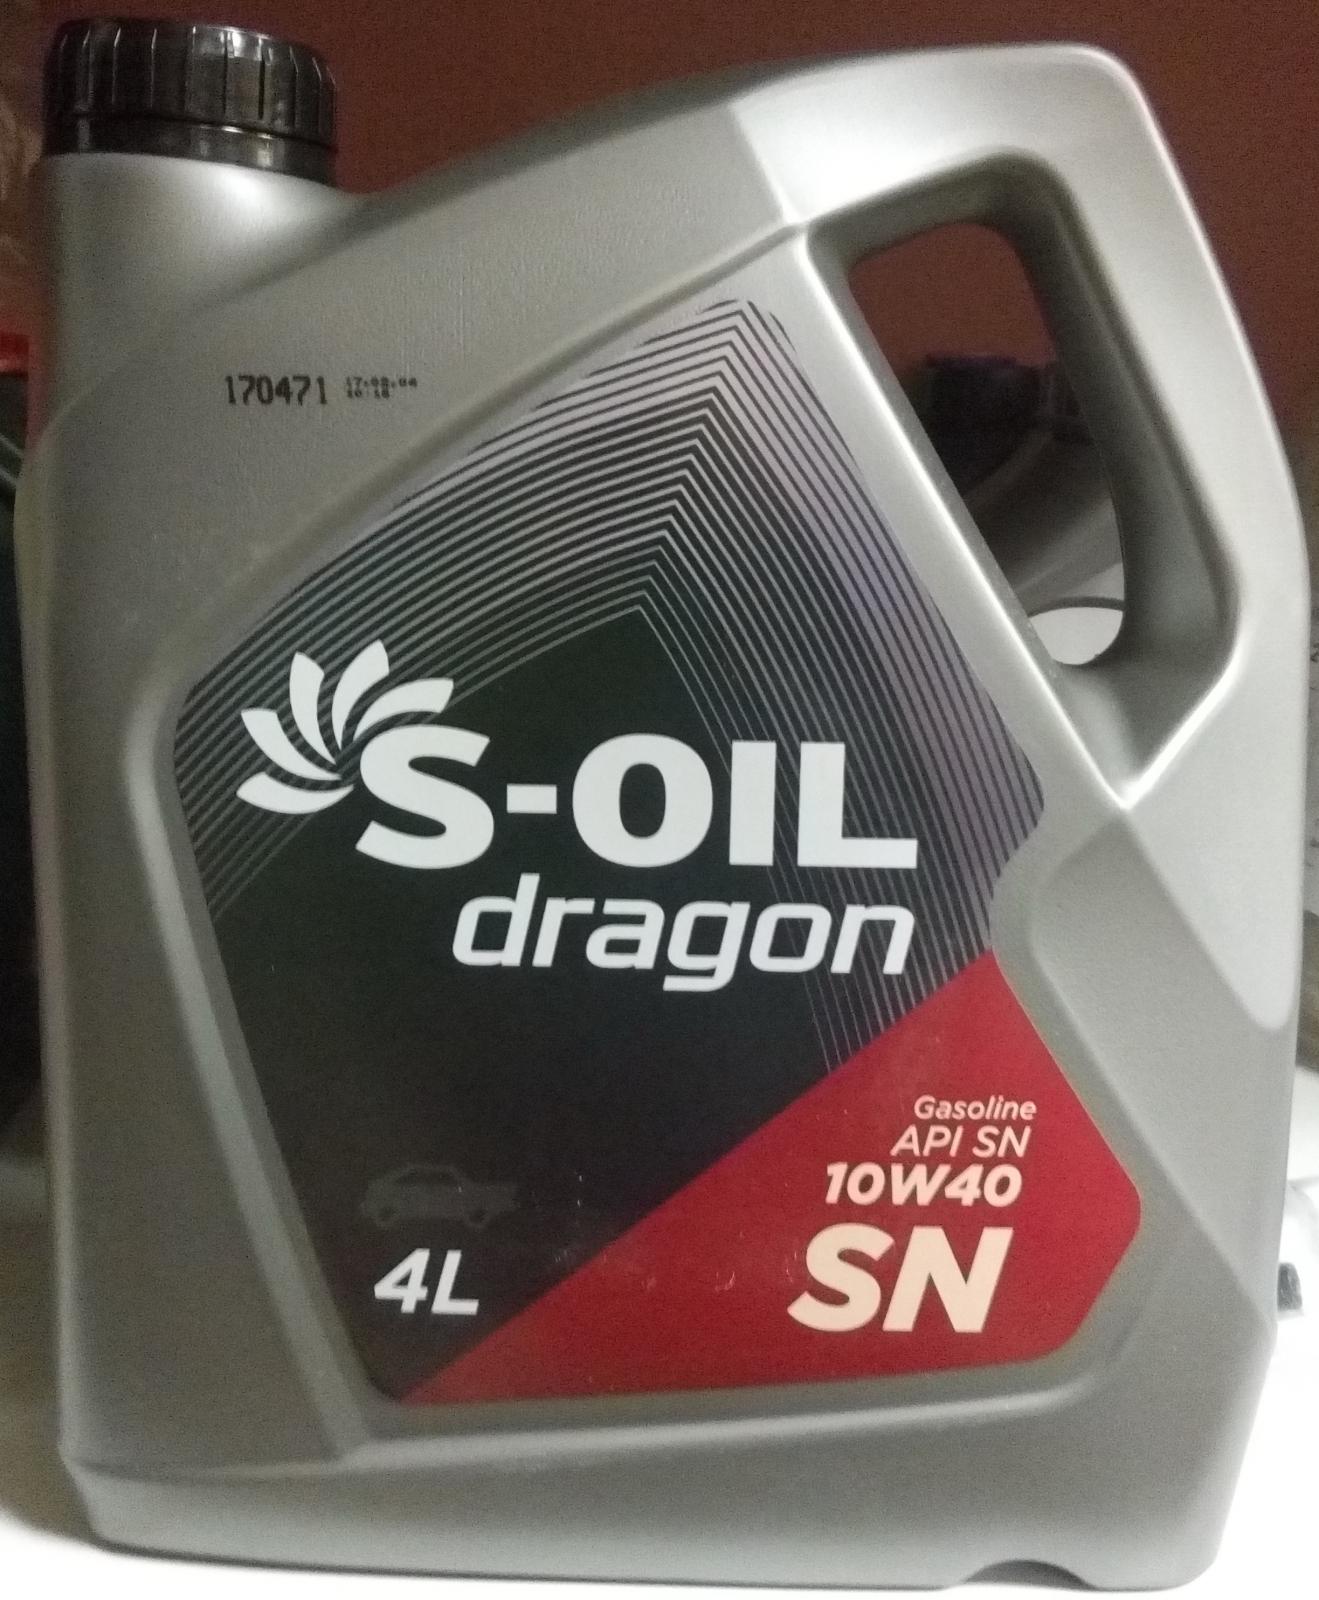 170471
S-OIL
dragon
Gasoline
API SN
10W40
SN
4L